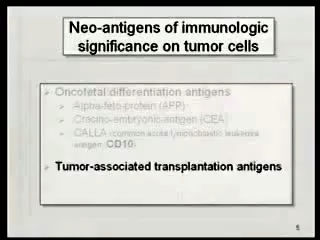 Neo-antigens of immunologic
significance on tumor cells
Oncofetal differentiation antigens
Alpha-feto-protein (AFP)
Carcino-embryonic-antigen (CEA)
CALLA (common acute lymphoblastic leukemia
antigen, CD10)
Tumor-associated transplantation antigens
5